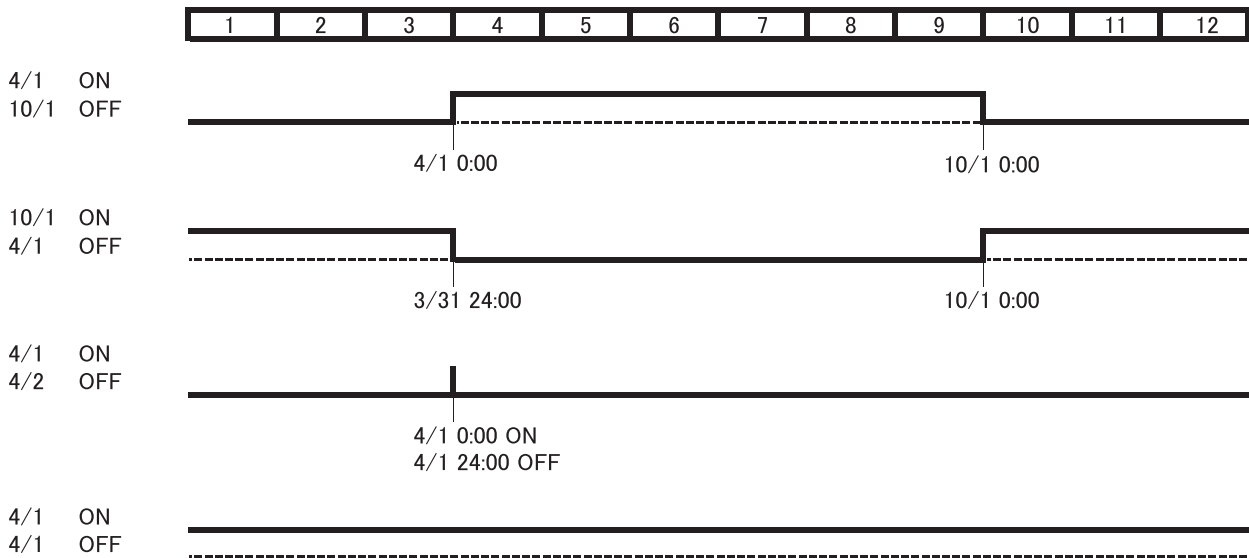 1 2 3 4 5 6 7 8 9 10 11 12
4/1 ON
10/1 OFF
4/1 0:00 10/1 0:00
10/1 ON
4/1 OFF
3/31 24:00 10/1 0:00
4/1 ON
4/2 OFF
4/1 0:00 ON
4/1 24:00 OFF
4/1 ON
4/1 OFF